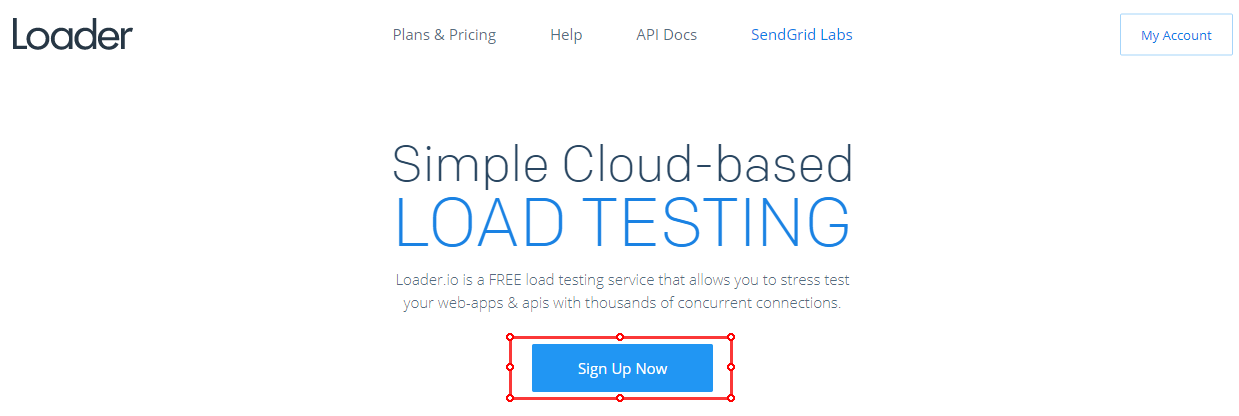 Loader
Plans & Pricing
Help
API Docs
SendGrid Labs
My Account
Simple Cloud-based
LOAD TESTING
Loader.io is a FREE load testing service that allows you to stress test
your web-apps & apis with thousands of concurrent connections.
Sign Up Now